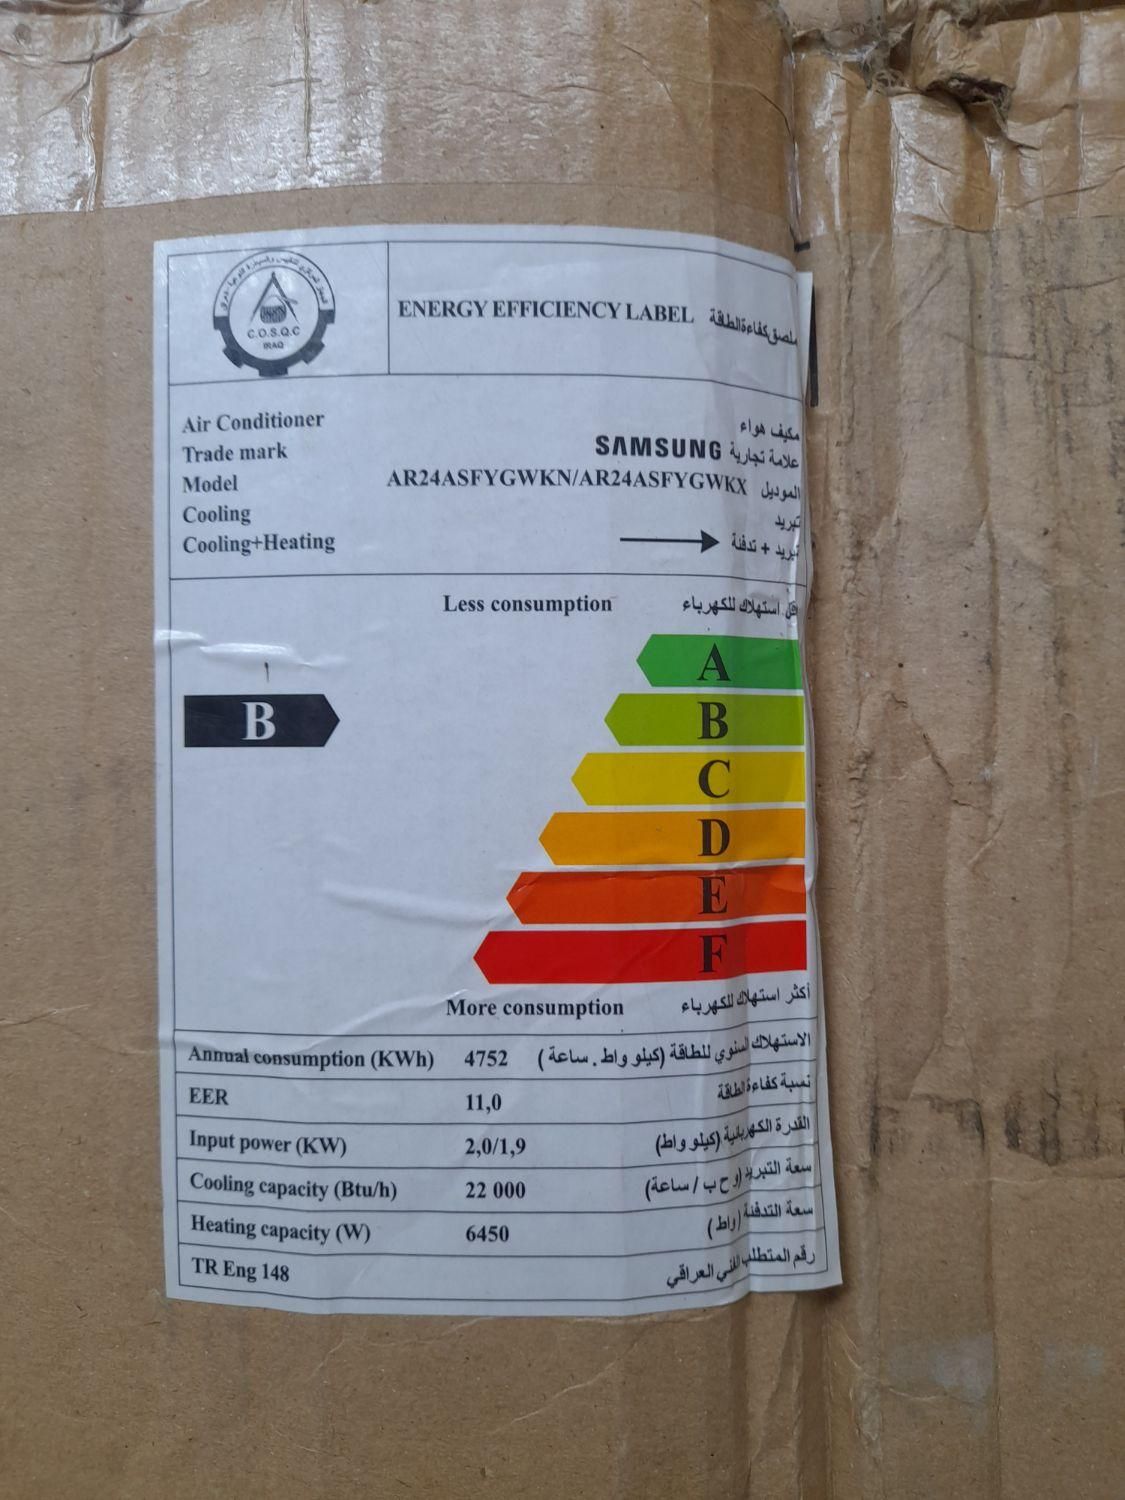 C.O.S.Q.C
IRAQ
ENERGY EFFICIENCY LABEL ملصق كفاءة الطاقة
Air Conditioner مكيف هواء
Trade mark SAMSUNG علامة تجارية
Model AR24ASFYGWKN/AR24ASFYGWKX الموديل
Cooling تبريد
Cooling+Heating تبريد + تدفئة
Less consumption اقل استهلاك للكهرباء
A
B B
C
D
E
F
More consumption أكثر استهلاك للكهرباء
Annual consumption (KWh) 4752 الاستهلاك السنوي للطاقة (كيلو واط . ساعة)
EER 11,0 نسبة كفاءة الطاقة
Input power (KW) 2,0/1,9 القدرة الكهربائية (كيلو واط)
Cooling capacity (Btu/h) 22 000 سعة التبريد (و ح ب / ساعة)
Heating capacity (W) 6450 سعة التدفئة (واط)
TR Eng 148 رقم المتطلب الفني العراقي